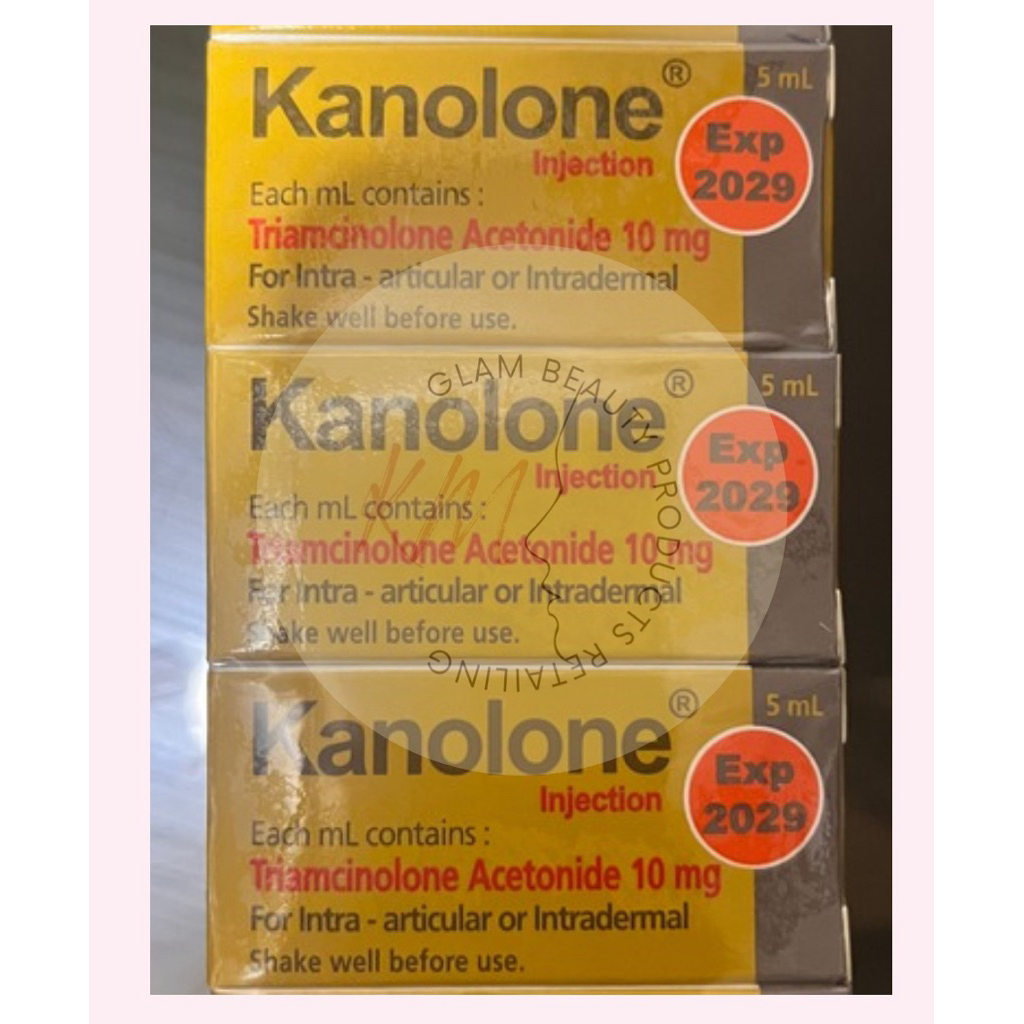 Kanolone®
5 mL
Exp
2029
Injection
Each mL contains :
Triamcinolone Acetonide 10 mg
For Intra - articular or Intradermal
Shake well before use.
Kanolone®
5 mL
Exp
2029
Injection
Each mL contains :
Triamcinolone Acetonide 10 mg
For Intra - articular or Intradermal
Shake well before use.
GLAM BEAUTY PRODUCTS RETAILING
KM
Kanolone®
5 mL
Exp
2029
Injection
Each mL contains :
Triamcinolone Acetonide 10 mg
For Intra - articular or Intradermal
Shake well before use.